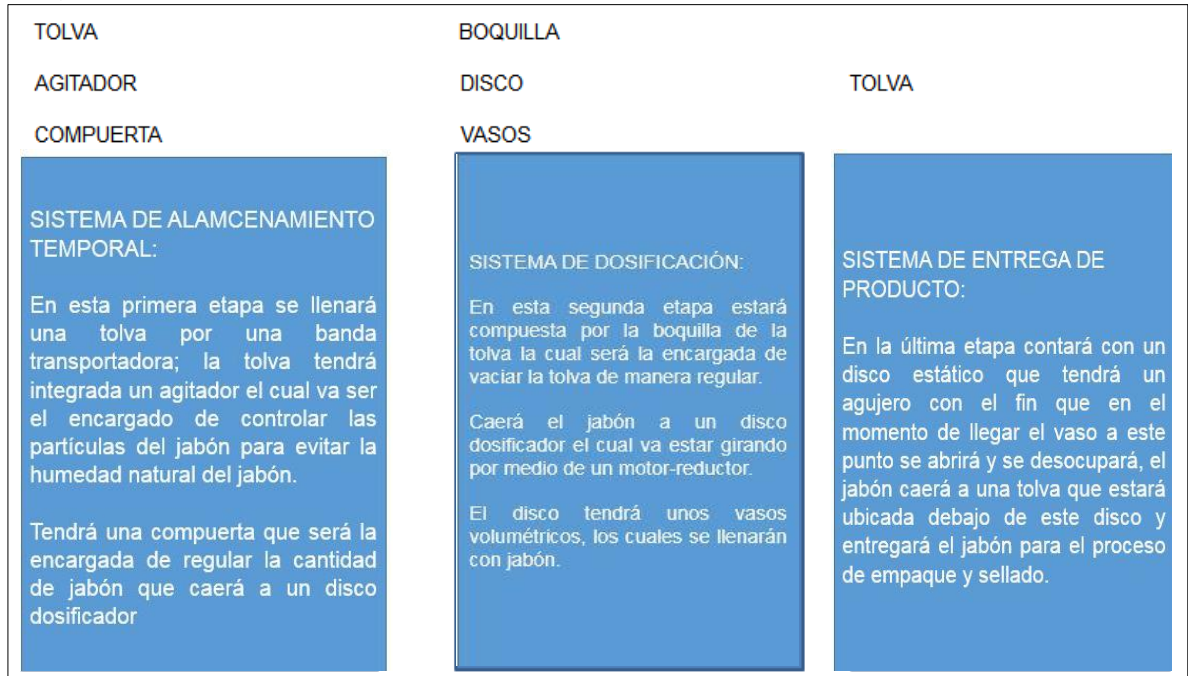 TOLVA
AGITADOR
COMPUERTA
SISTEMA DE ALAMCENAMIENTO
TEMPORAL:
En esta primera etapa se llenará
una tolva por una banda
transportadora; la tolva tendrá
integrada un agitador el cual va ser
el encargado de controlar las
partículas del jabón para evitar la
humedad natural del jabón.
Tendrá una compuerta que será la
encargada de regular la cantidad
de jabón que caerá a un disco
dosificador
BOQUILLA
DISCO
VASOS
SISTEMA DE DOSIFICACIÓN:
En esta segunda etapa estará
compuesta por la boquilla de la
tolva la cual será la encargada de
vaciar la tolva de manera regular.
Caerá el jabón a un disco
dosificador el cual va estar girando
por medio de un motor-reductor.
El disco tendrá unos vasos
volumétricos, los cuales se llenarán
con jabón.
TOLVA
SISTEMA DE ENTREGA DE
PRODUCTO:
En la última etapa contará con un
disco estático que tendrá un
agujero con el fin que en el
momento de llegar el vaso a este
punto se abrirá y se desocupará, el
jabón caerá a una tolva que estará
ubicada debajo de este disco y
entregará el jabón para el proceso
de empaque y sellado.